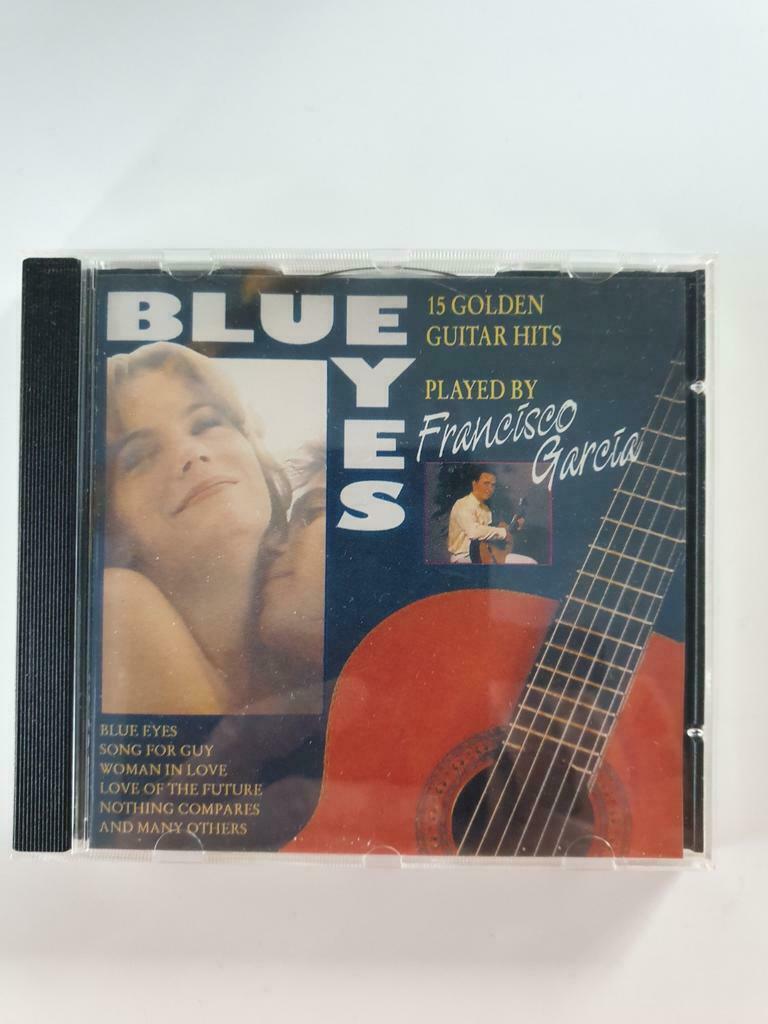 BLUE
EYES
15 GOLDEN
GUITAR HITS
PLAYED BY
Francisco
García
BLUE EYES
SONG FOR GUY
WOMAN IN LOVE
LOVE OF THE FUTURE
NOTHING COMPARES
AND MANY OTHERS